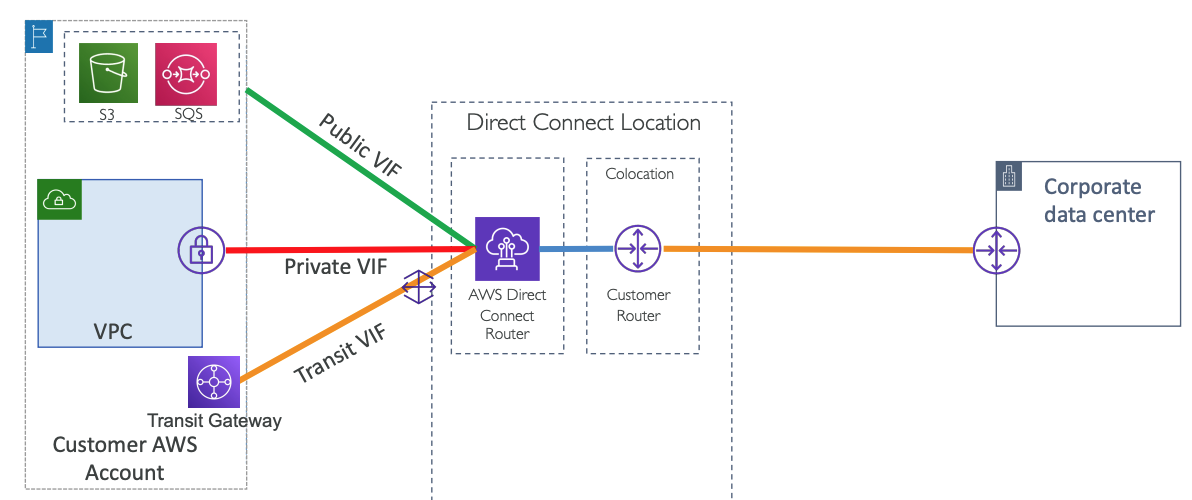 S3
SQS
Public VIF
Direct Connect Location
Colocation
Corporate
data center
Private VIF
AWS Direct
Connect
Router
Customer
Router
VPC
Transit VIF
Transit Gateway
Customer AWS
Account